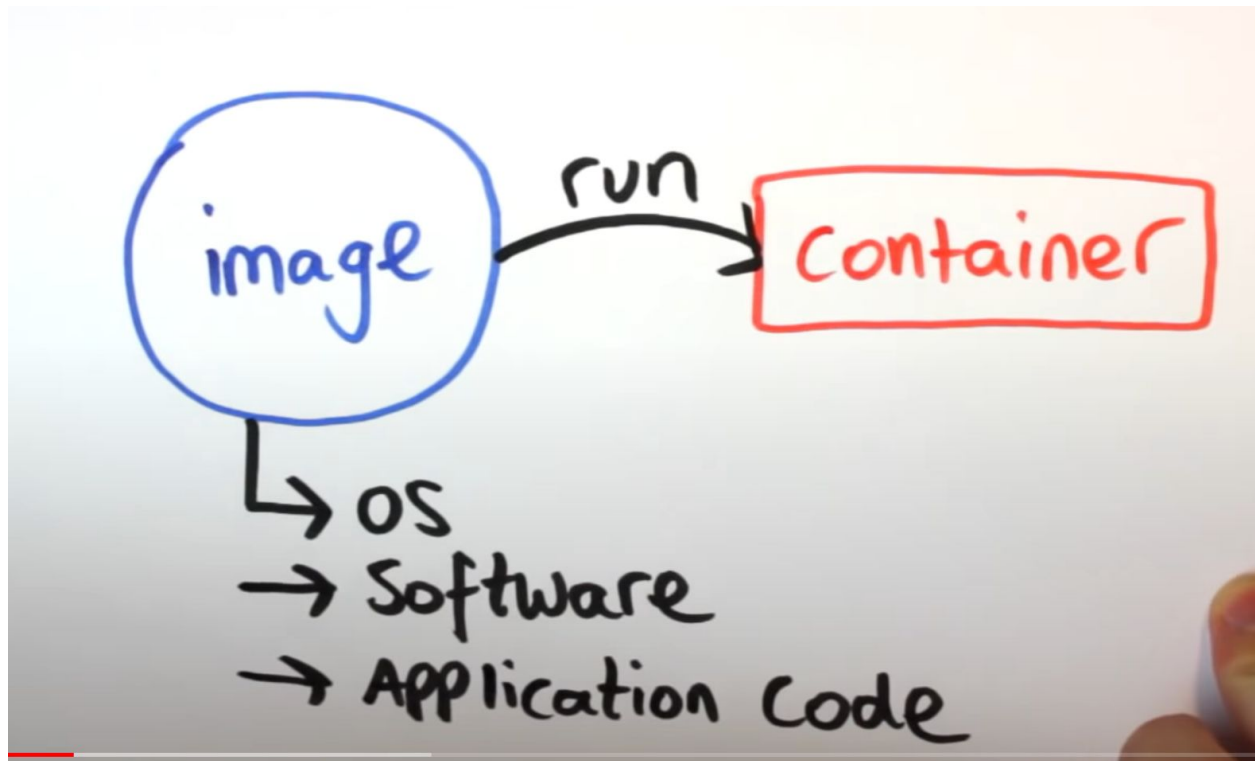 image
run
container
OS
Software
Application Code